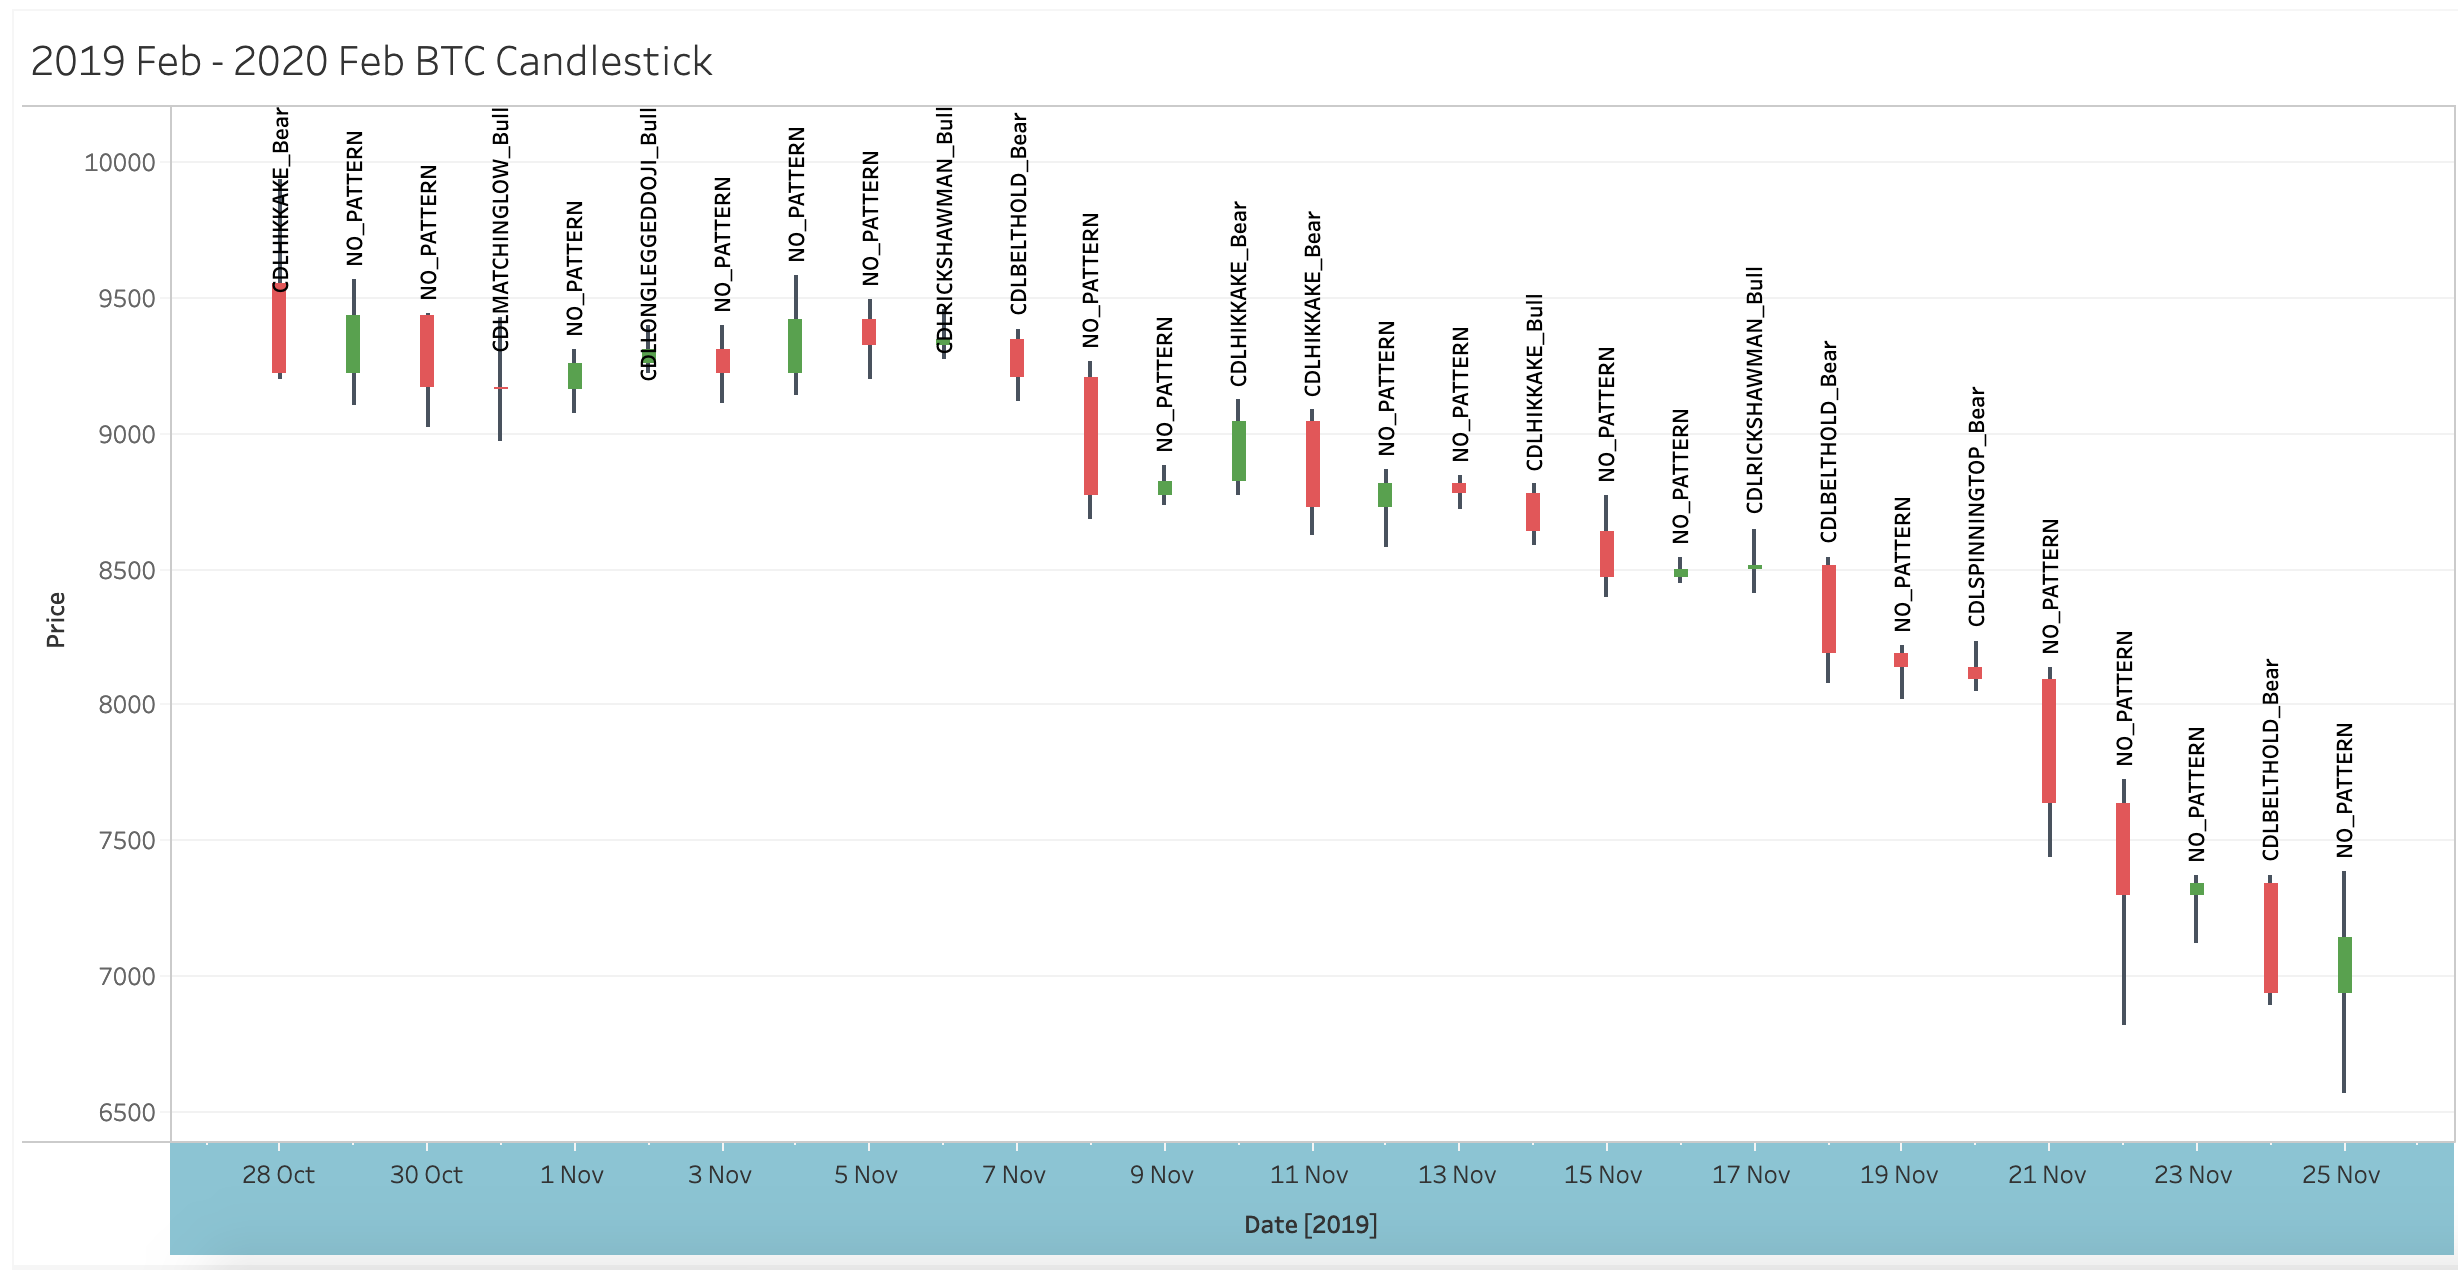 2019 Feb - 2020 Feb BTC Candlestick
Price
10000
9500
9000
8500
8000
7500
7000
6500
CDLHIKKAKE_Bear
NO_PATTERN
NO_PATTERN
CDLMATCHINGLOW_Bull
NO_PATTERN
CDLLONGLEGGEDDOJI_Bull
NO_PATTERN
NO_PATTERN
NO_PATTERN
CDLRICKSHAWMAN_Bull
CDLBELTHOLD_Bear
NO_PATTERN
NO_PATTERN
CDLHIKKAKE_Bear
CDLHIKKAKE_Bear
NO_PATTERN
NO_PATTERN
CDLHIKKAKE_Bull
NO_PATTERN
NO_PATTERN
CDLRICKSHAWMAN_Bull
CDLBELTHOLD_Bear
NO_PATTERN
CDLSPINNINGTOP_Bear
NO_PATTERN
NO_PATTERN
NO_PATTERN
CDLBELTHOLD_Bear
NO_PATTERN
28 Oct 30 Oct 1 Nov 3 Nov 5 Nov 7 Nov 9 Nov 11 Nov 13 Nov 15 Nov 17 Nov 19 Nov 21 Nov 23 Nov 25 Nov
Date [2019]